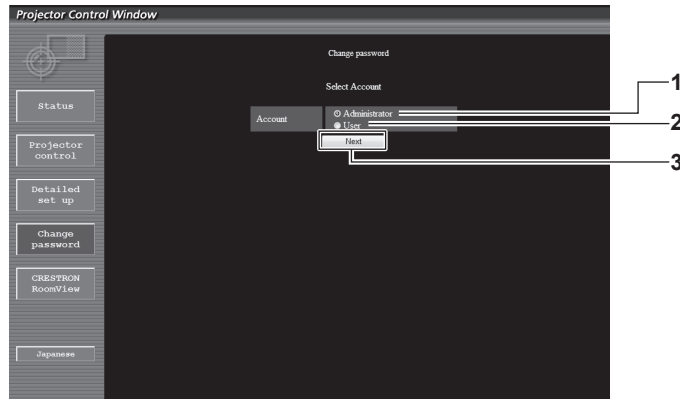 Projector Control Window
Change password
Select Account
Account
Administrator
User
Next
Status
Projector
control
Detailed
set up
Change
password
CRESTRON
RoomView
Japanese
1
2
3